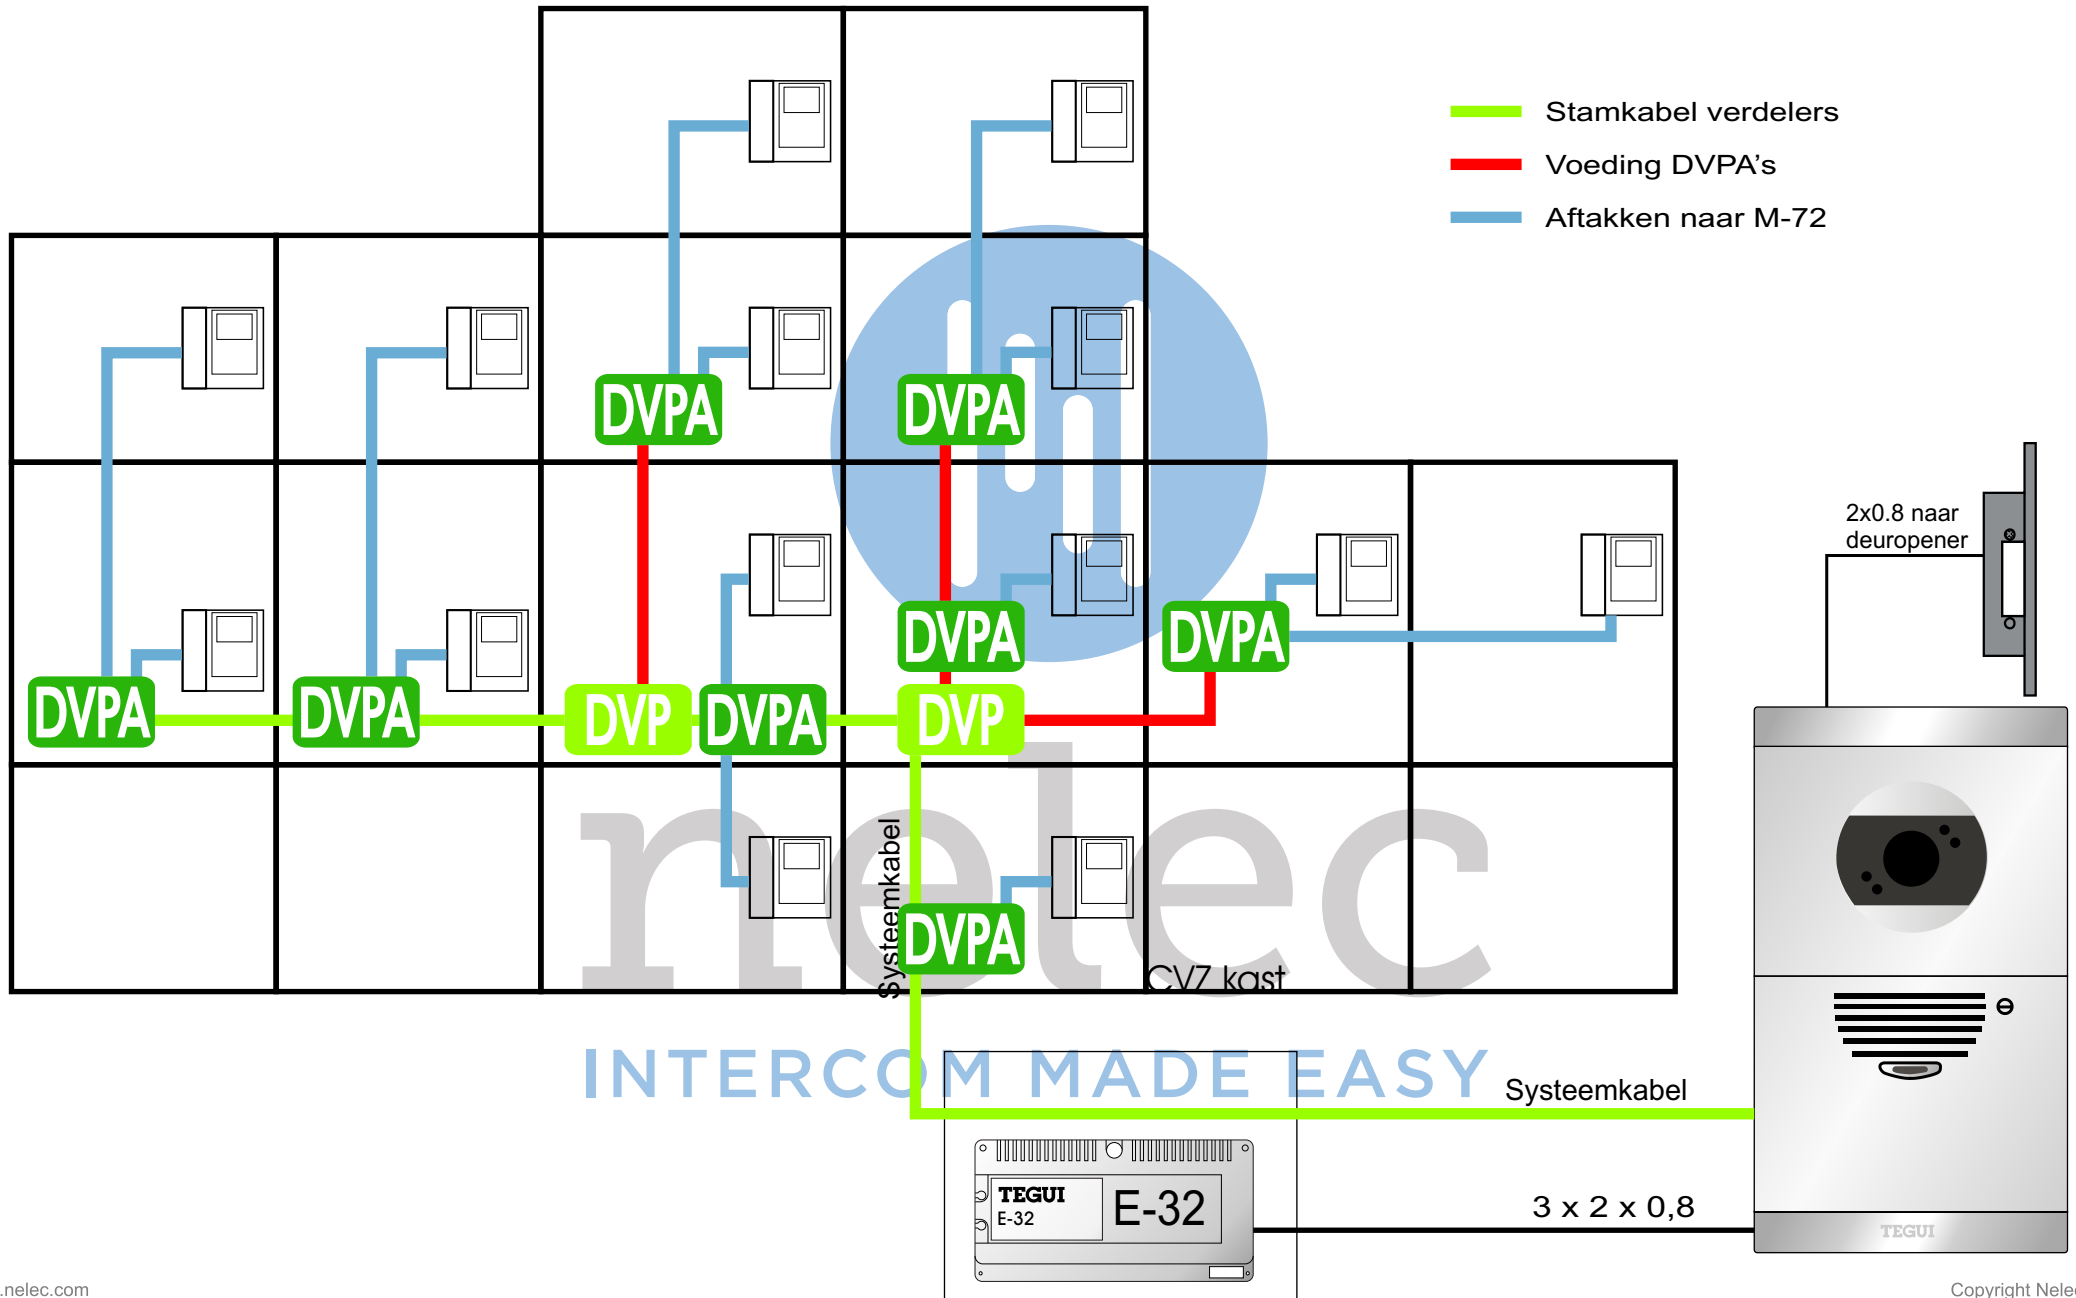 Stamkabel verdelers
Voeding DVPA's
Aftakken naar M-72
DVPA
DVPA
2x0.8 naar
deuropener
DVPA
DVPA
DVPA
DVPA
DVP
DVPA
DVP
Systeemkabel
DVPA
nelec
CVZ kast
INTERCOM MADE EASY
Systeemkabel
TEGUI
E-32
E-32
3 x 2 x 0,8
TEGUI
.nelec.com
Copyright Nelec